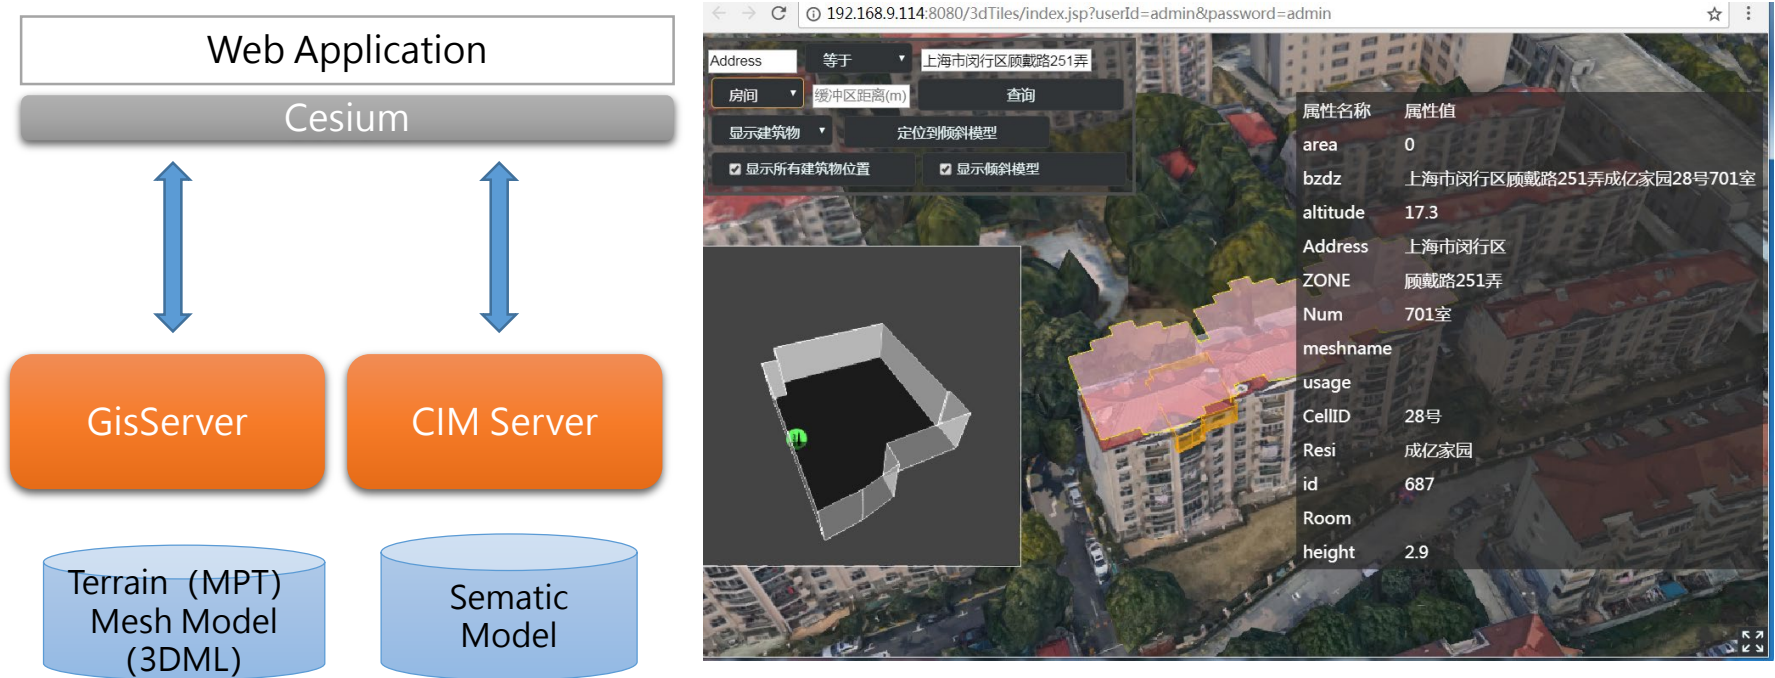 Web Application
Cesium
GisServer
CIM Server
Terrain（MPT）
Mesh Model
(3DML)
Sematic
Model
192.168.9.114:8080/3dTiles/index.jsp?userId=admin&password=admin
Address 等于 上海市闵行区顾戴路251弄
房间 缓冲区距离(m) 查询
显示建筑物 定位到倾斜模型
显示所有建筑物位置 显示倾斜模型
属性名称 属性值
area 0
bzdz 上海市闵行区顾戴路251弄成亿家园28号701室
altitude 17.3
Address 上海市闵行区
ZONE 顾戴路251弄
Num 701室
meshname
usage
CellID 28号
Resi 成亿家园
id 687
Room
height 2.9